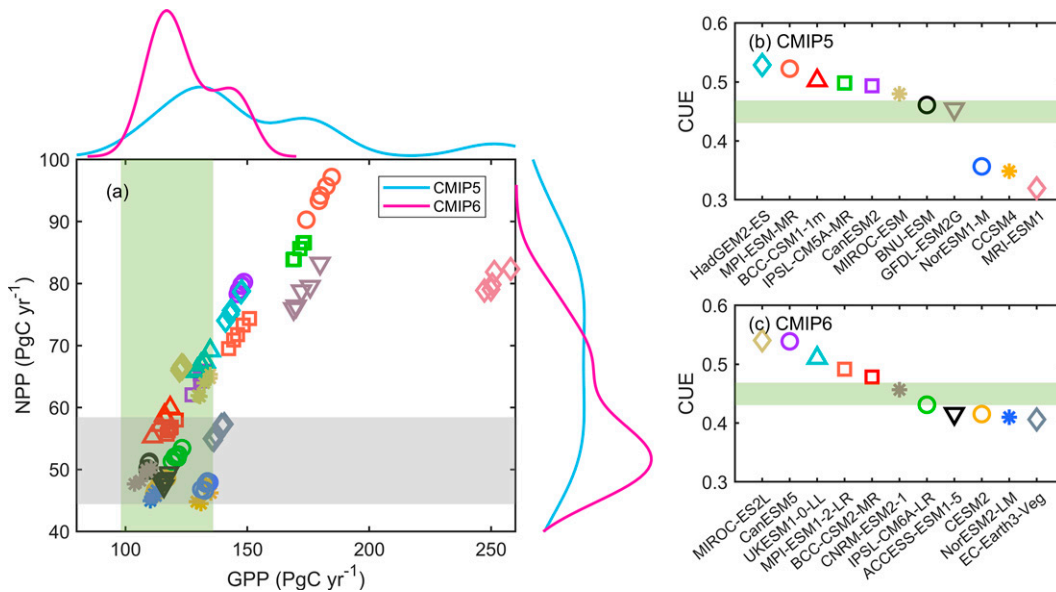 (a)
CMIP5
CMIP6
100
90
80
70
60
50
40
NPP (PgC yr⁻¹)
100
150
200
250
GPP (PgC yr⁻¹)
(b) CMIP5
0.6
0.5
0.4
0.3
CUE
HadGEM2-ES
MPI-ESM-MR
BCC-CSM1-1m
IPSL-CM5A-MR
CanESM2
MIROC-ESM
BNU-ESM
GFDL-ESM2G
NorESM1-M
CCSM4
MRI-ESM1
(c) CMIP6
0.6
0.5
0.4
0.3
CUE
MIROC-ES2L
CanESM5
UKESM1-0-LL
MPI-ESM1-2-LR
BCC-CSM2-MR
CNRM-ESM2-1
IPSL-CM6A-LR
ACCESS-ESM1-5
CESM2
NorESM2-LM
EC-Earth3-Veg